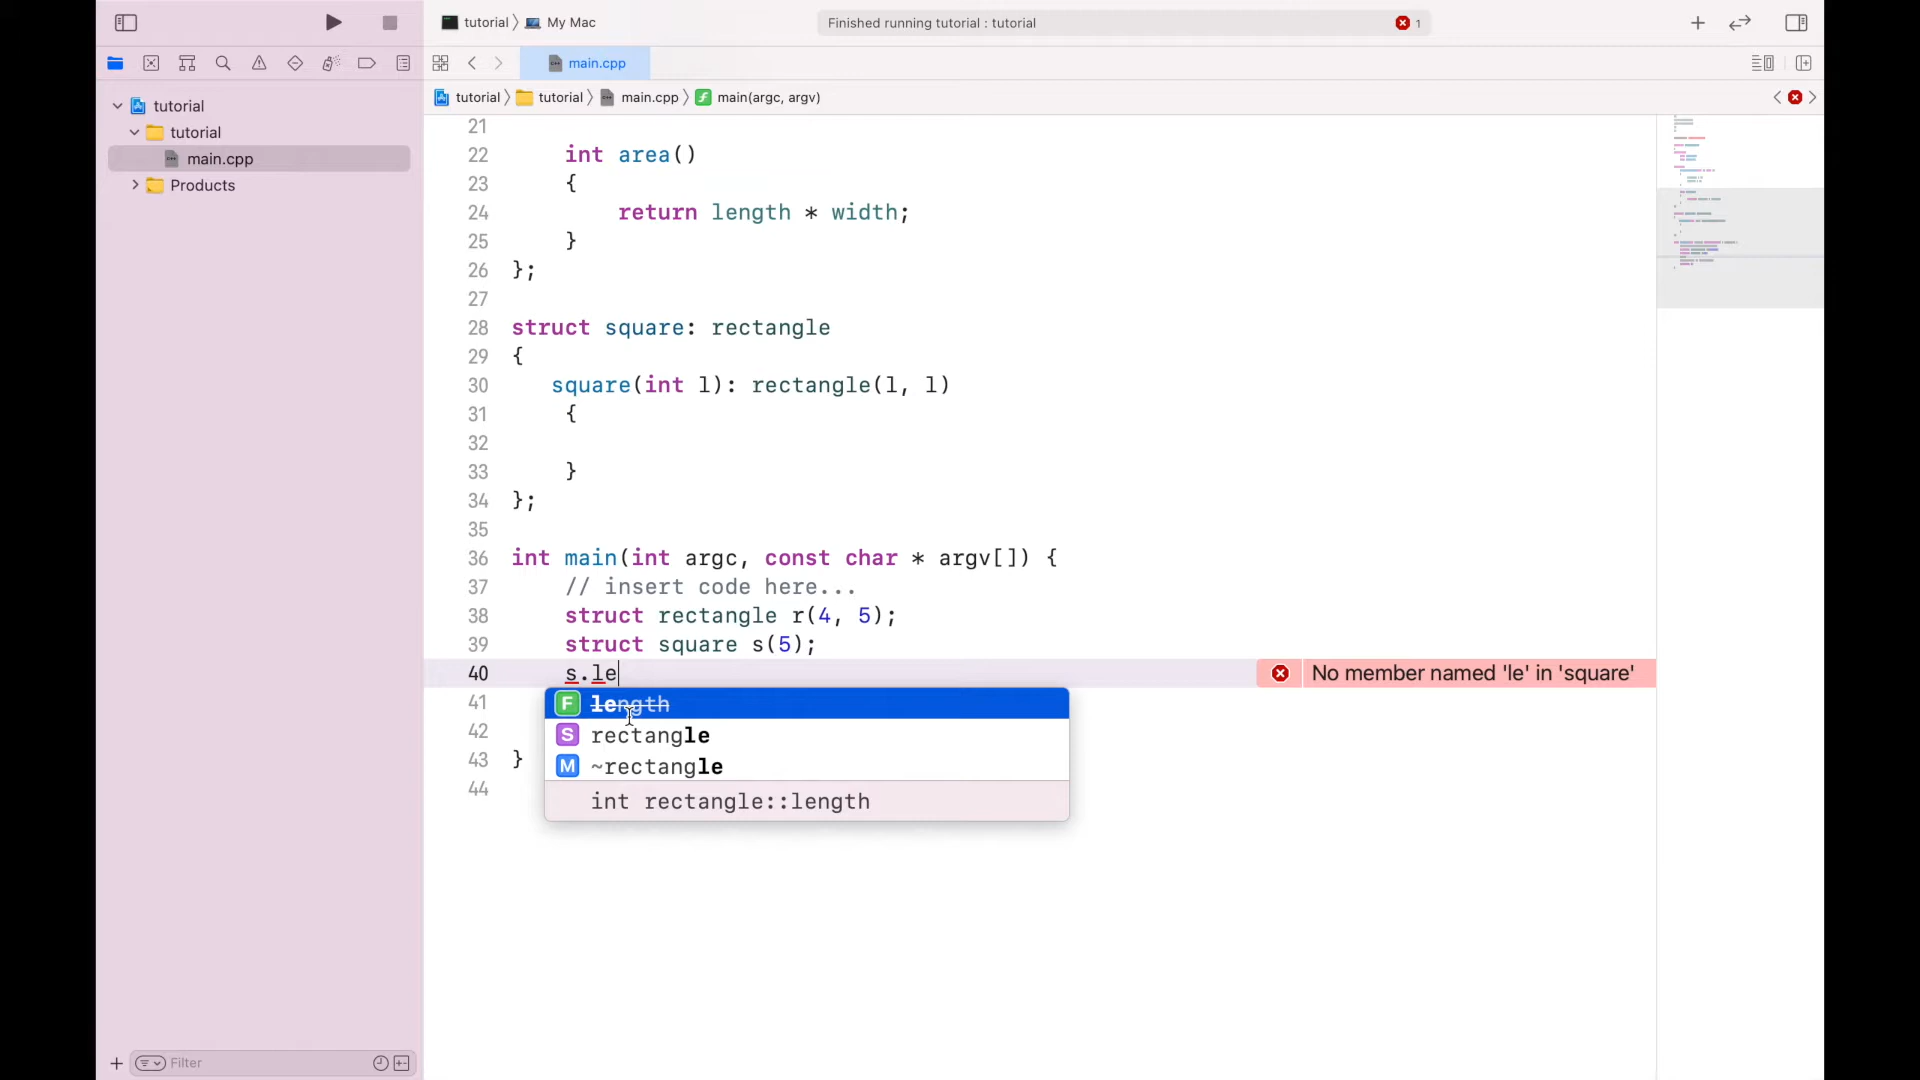 tutorial
My Mac
Finished running tutorial : tutorial
1
main.cpp
tutorial
tutorial
main.cpp
main(argc, argv)
tutorial
tutorial
main.cpp
Products
21
22 int area()
23 {
24 return length * width;
25 }
26 };
27
28 struct square: rectangle
29 {
30 square(int l): rectangle(l, l)
31 {
32
33 }
34 };
35
36 int main(int argc, const char * argv[]) {
37 // insert code here...
38 struct rectangle r(4, 5);
39 struct square s(5);
40 s.le
No member named 'le' in 'square'
41
42
43 }
44
F length
S rectangle
M ~rectangle
int rectangle::length
Filter